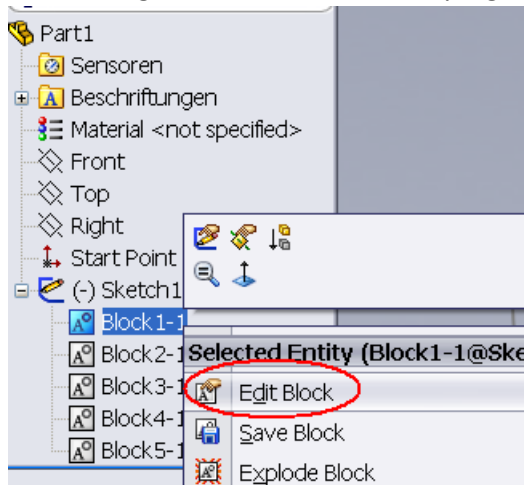 Part1
Sensoren
Beschriftungen
Material <not specified>
Front
Top
Right
Start Point
(-) Sketch1
Block1-1
Block2-1
Block3-1
Block4-1
Block5-1
Selected Entity (Block1-1@Ske
Edit Block
Save Block
Explode Block